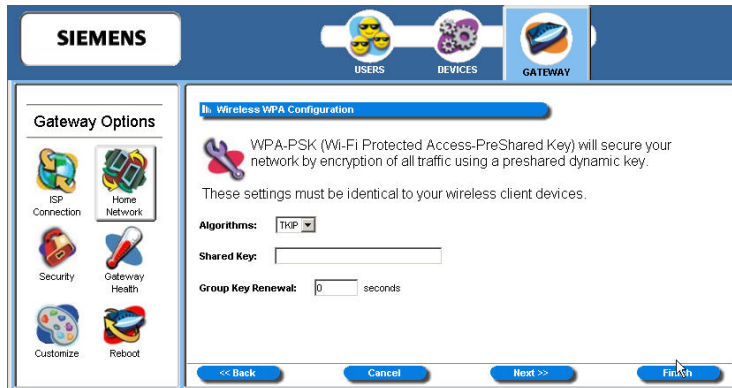 SIEMENS
USERS
DEVICES
GATEWAY
Gateway Options
ISP
Connection
Home
Network
Security
Gateway
Health
Customize
Reboot
Wireless WPA Configuration
WPA-PSK (Wi-Fi Protected Access-PreShared Key) will secure your
network by encryption of all traffic using a preshared dynamic key.
These settings must be identical to your wireless client devices.
Algorithms: TKIP
Shared Key:
Group Key Renewal: 0 seconds
<< Back
Cancel
Next >>
Finish